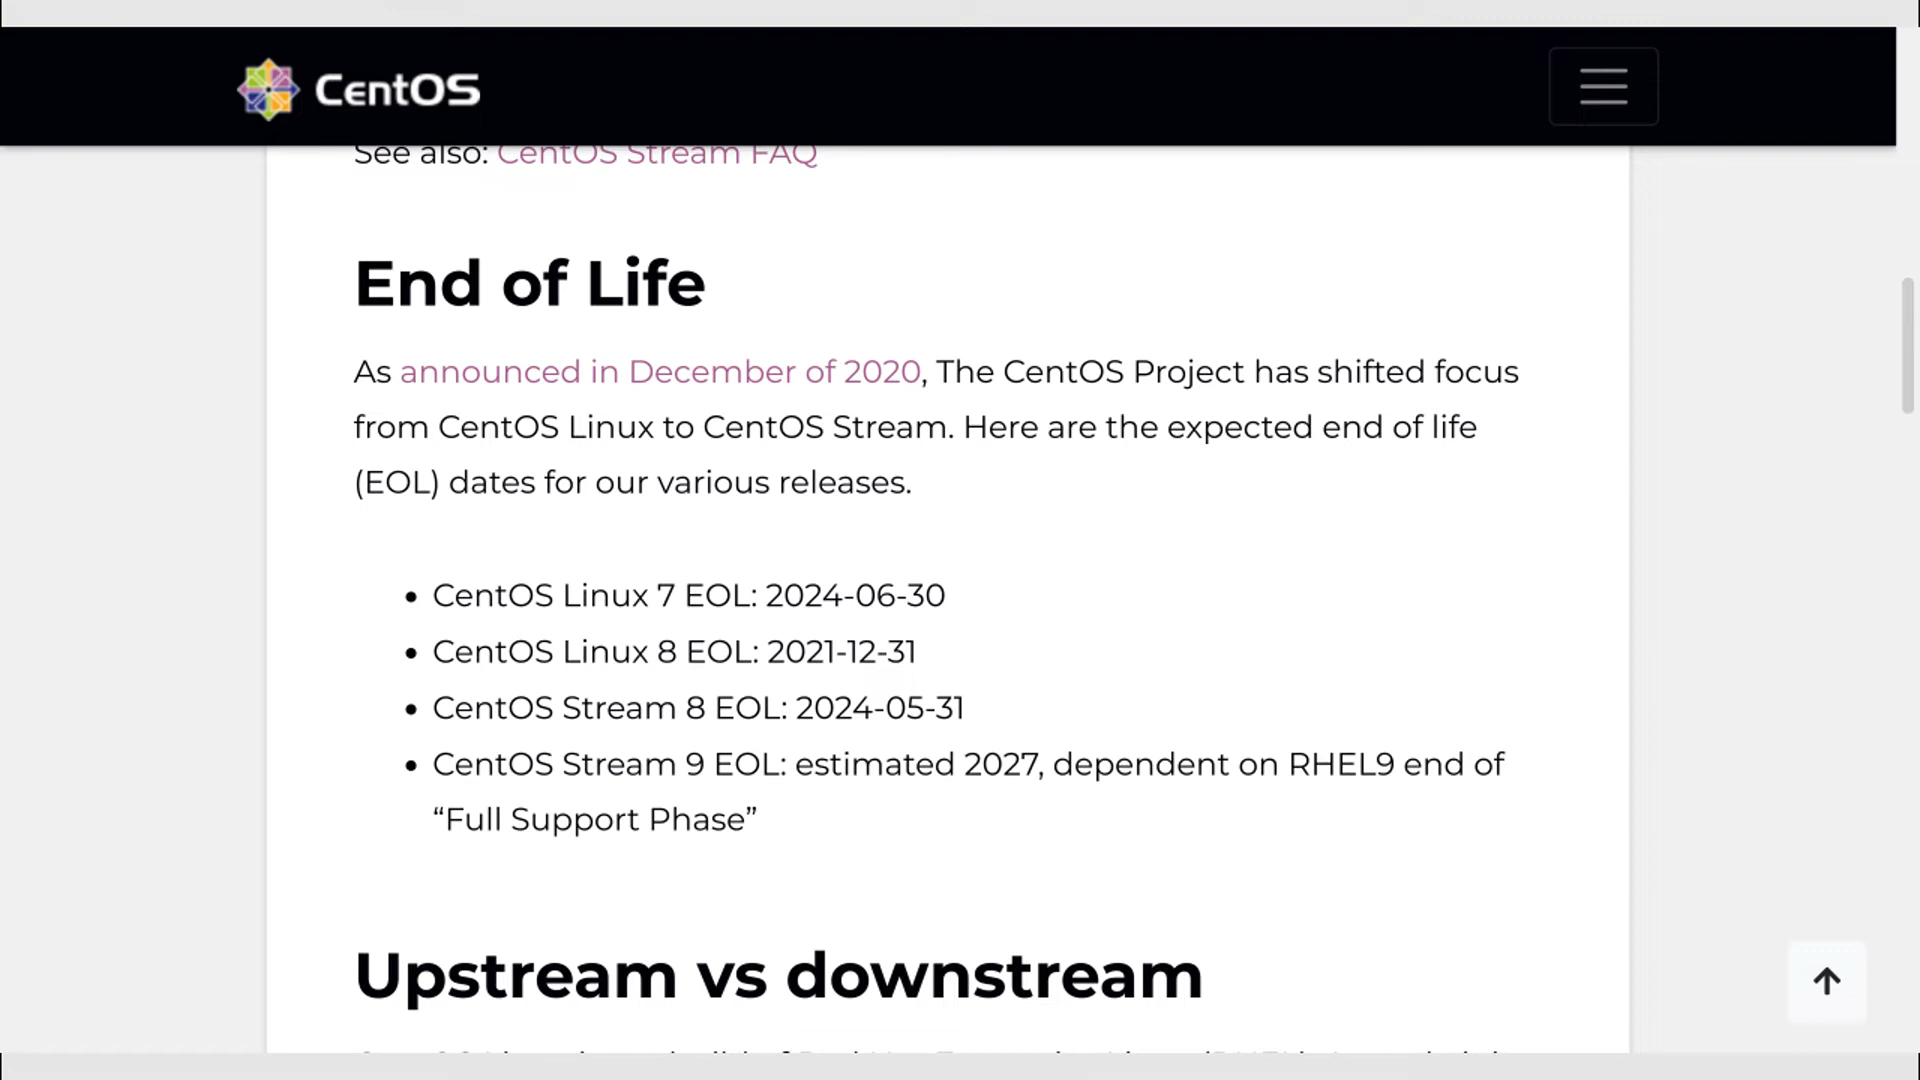 CentOS
See also: CentOS Stream FAQ
End of Life
As announced in December of 2020, The CentOS Project has shifted focus
from CentOS Linux to CentOS Stream. Here are the expected end of life
(EOL) dates for our various releases.
• CentOS Linux 7 EOL: 2024-06-30
• CentOS Linux 8 EOL: 2021-12-31
• CentOS Stream 8 EOL: 2024-05-31
• CentOS Stream 9 EOL: estimated 2027, dependent on RHEL9 end of
“Full Support Phase”
Upstream vs downstream